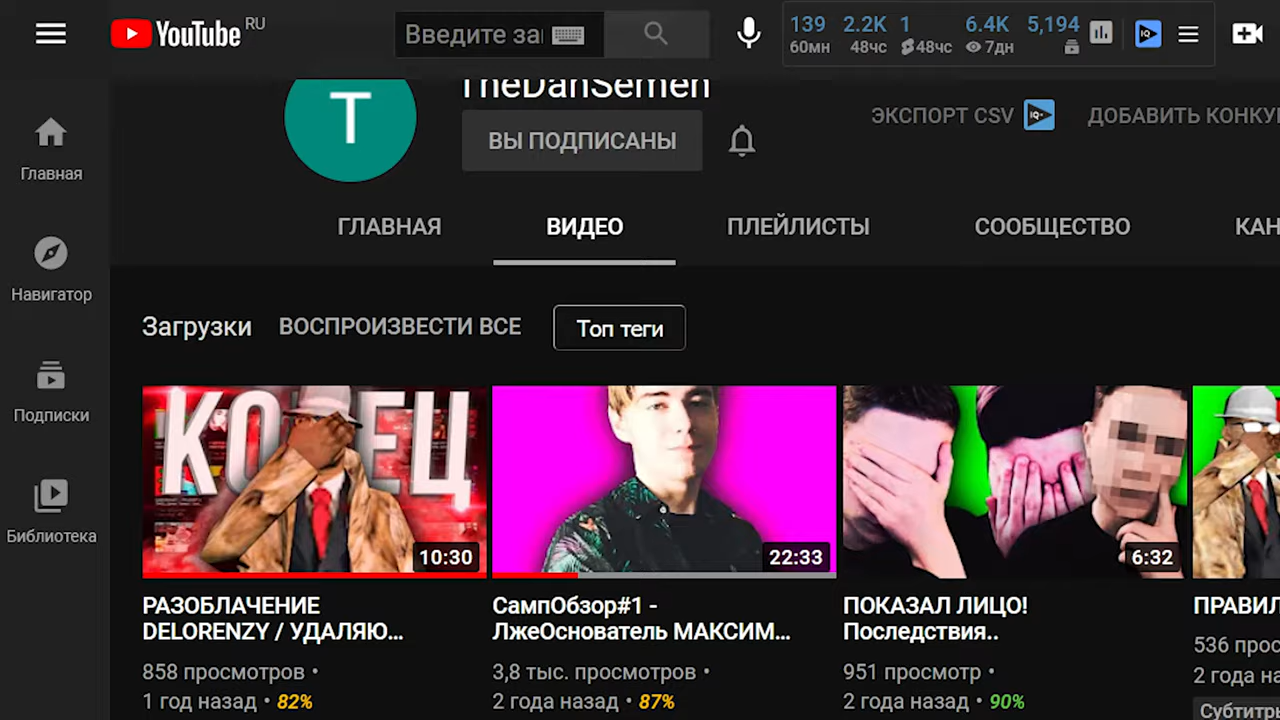 YouTube RU
Введите за
139 2.2K 1 6.4K 5,194
60мн 48чс 48чс 7дн
TheDanSemen
ВЫ ПОДПИСАНЫ
ЭКСПОРТ CSV IQ ДОБАВИТЬ КОНКУ
ГЛАВНАЯ ВИДЕО ПЛЕЙЛИСТЫ СООБЩЕСТВО КАН
Главная
Навигатор
Подписки
Библиотека
Загрузки ВОСПРОИЗВЕСТИ ВСЕ Топ теги
КОНЕЦ
10:30
22:33
6:32
РАЗОБЛАЧЕНИЕ
DELORENZY / УДАЛЯЮ...
858 просмотров •
1 год назад • 82%
СампОбзор#1 -
ЛжеОснователь МАКСИМ...
3,8 тыс. просмотров •
2 года назад • 87%
ПОКАЗАЛ ЛИЦО!
Последствия..
951 просмотр •
2 года назад • 90%
ПРАВИЛ
536 прос
2 года на
Субтитры